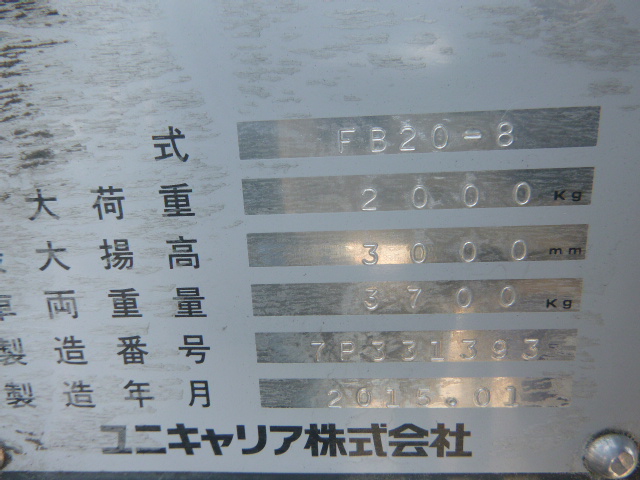 式 FB20-8
大荷重 2000 Kg
大揚高 3000 mm
車両重量 3700 Kg
製造番号 7P331393
製造年月 2015.01
ユニキャリア株式会社